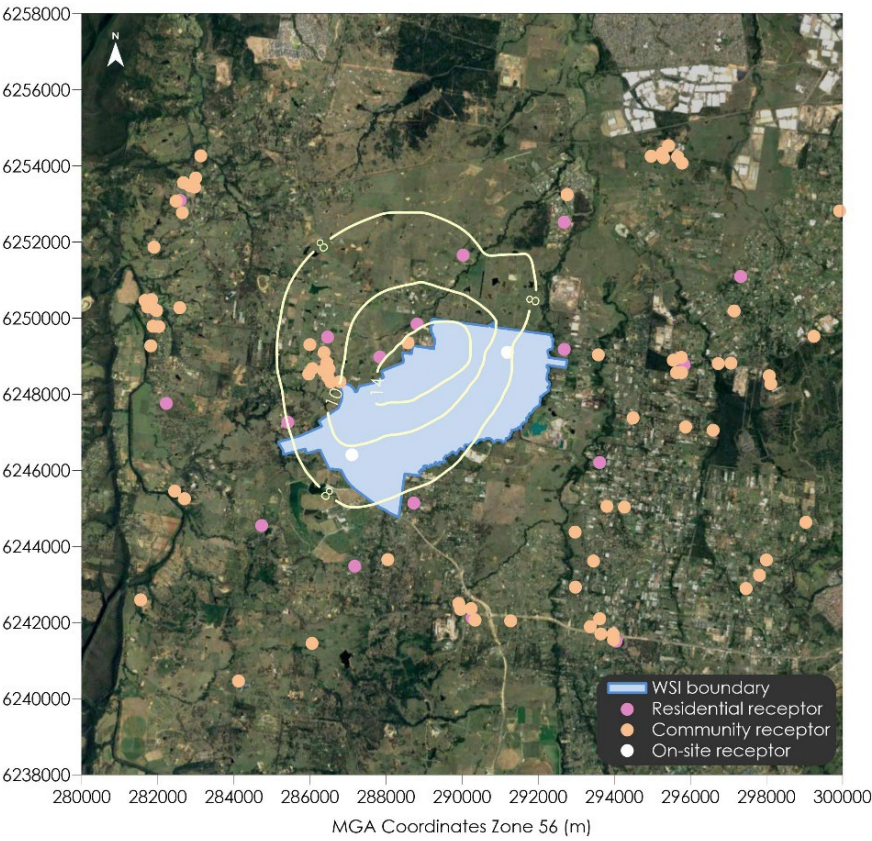 6258000
N
6256000
6254000
6252000
8
8
6250000
6248000
14
10
6246000
8
6244000
6242000
6240000
WSI boundary
Residential receptor
Community receptor
On-site receptor
6238000
280000 282000 284000 286000 288000 290000 292000 294000 296000 298000 300000
MGA Coordinates Zone 56 (m)